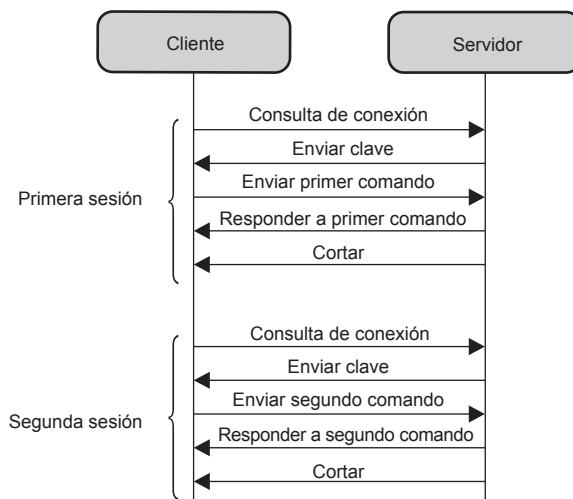 Cliente
Servidor
Consulta de conexión
Enviar clave
Enviar primer comando
Primera sesión
Responder a primer comando
Cortar
Consulta de conexión
Enviar clave
Enviar segundo comando
Segunda sesión
Responder a segundo comando
Cortar